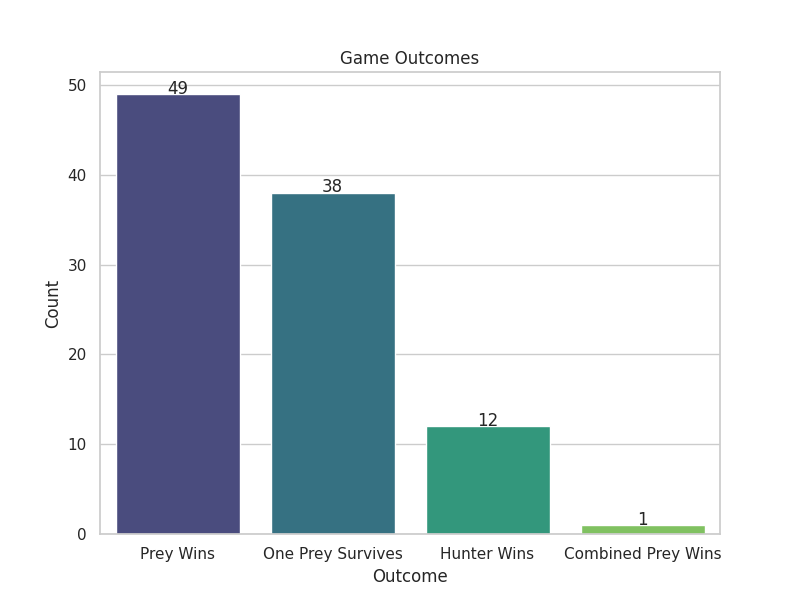 Game Outcomes
50
40
30
20
10
0
Count
49
38
12
1
Prey Wins
One Prey Survives
Hunter Wins
Combined Prey Wins
Outcome